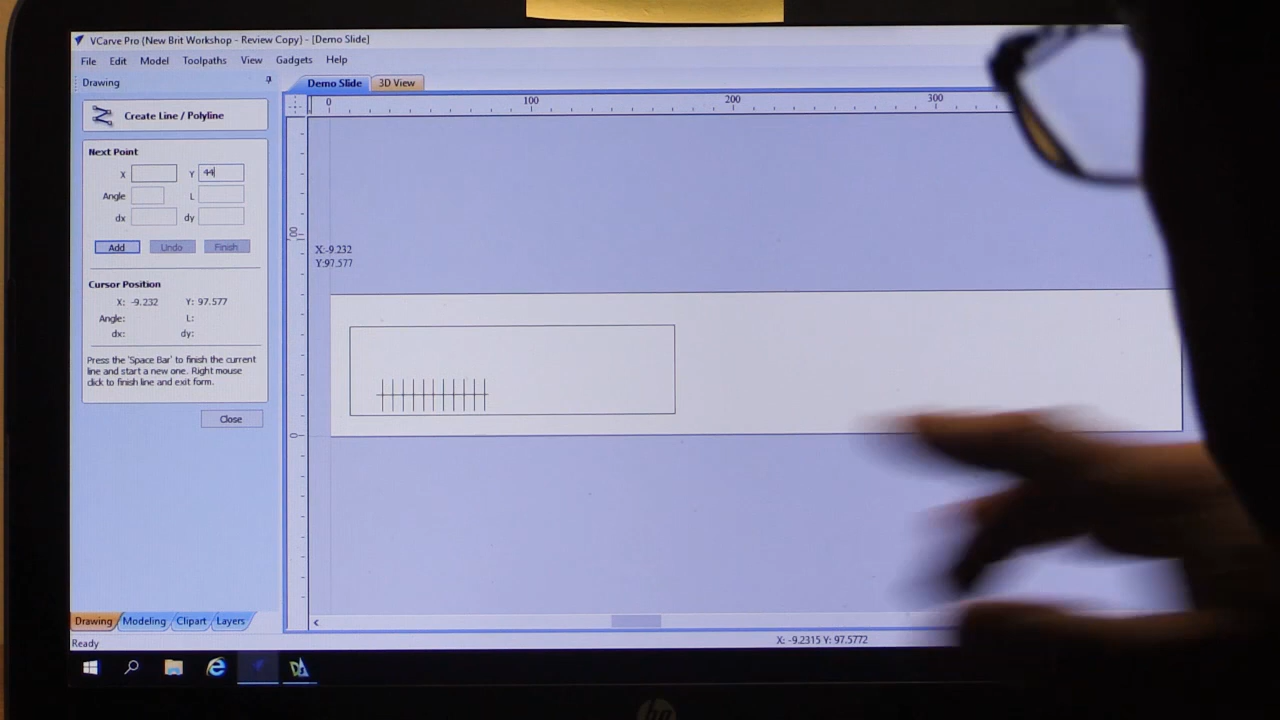 VCarve Pro {New Brit Workshop - Review Copy} - [Demo Slide]
File Edit Model Toolpaths View Gadgets Help
Drawing
Demo Slide 3D View
0 100 200 300
Create Line / Polyline
Next Point
X Y 44
Angle L
dx dy
Add Undo Finish
100
X:-9.232
Y:97.577
Cursor Position
X: -9.232 Y: 97.577
Angle: L:
dx: dy:
Press the 'Space Bar' to finish the current
line and start a new one. Right mouse
click to finish line and exit form.
Close
0
Drawing Modeling Clipart Layers
Ready
X: -9.2315 Y: 97.5772
hp